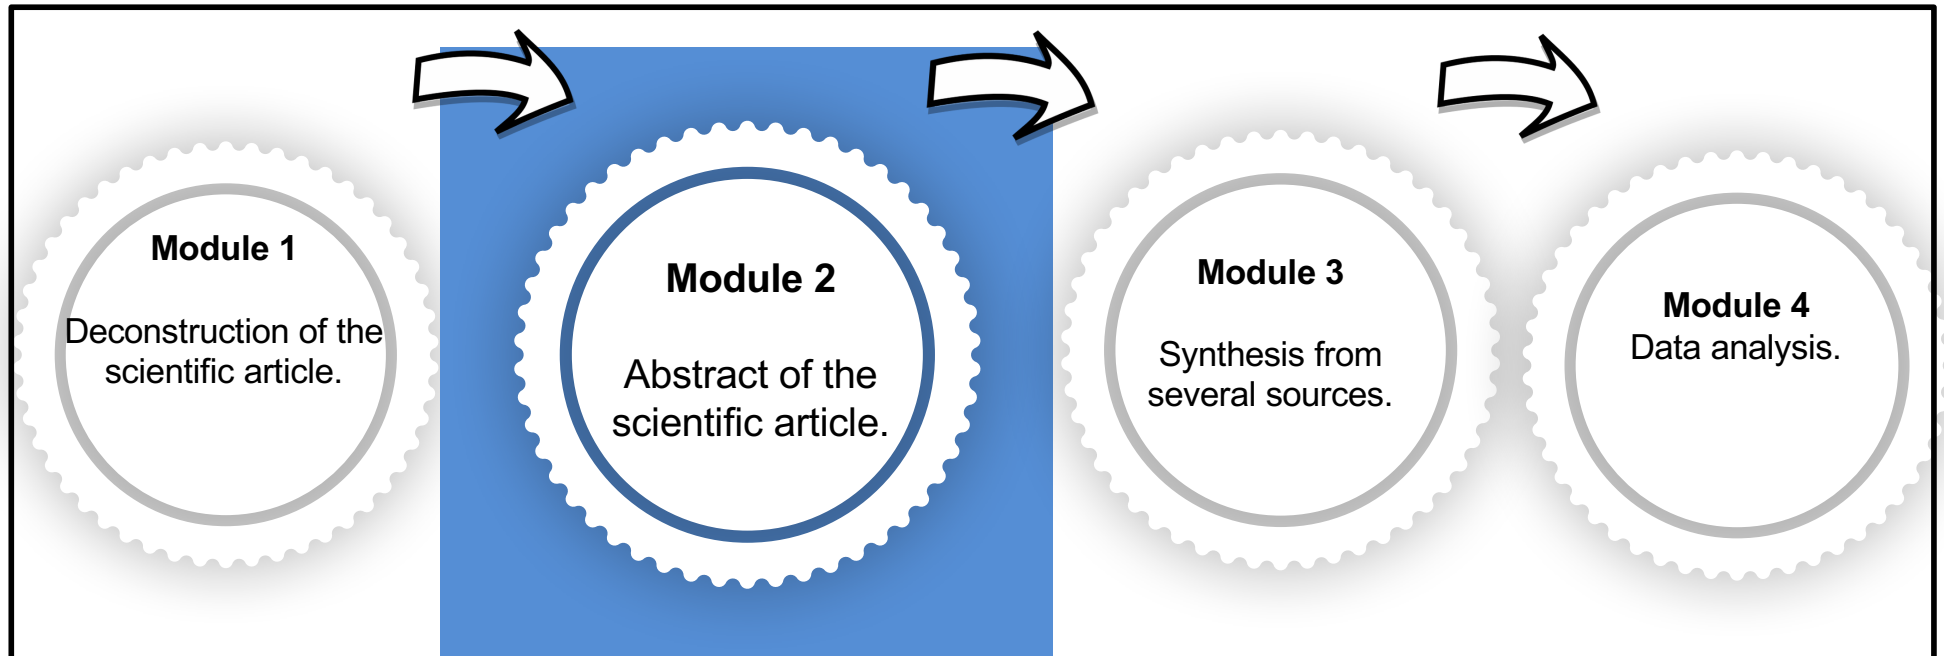 Module 1
Deconstruction of the
scientific article.
Module 2
Abstract of the
scientific article.
Module 3
Synthesis from
several sources.
Module 4
Data analysis.